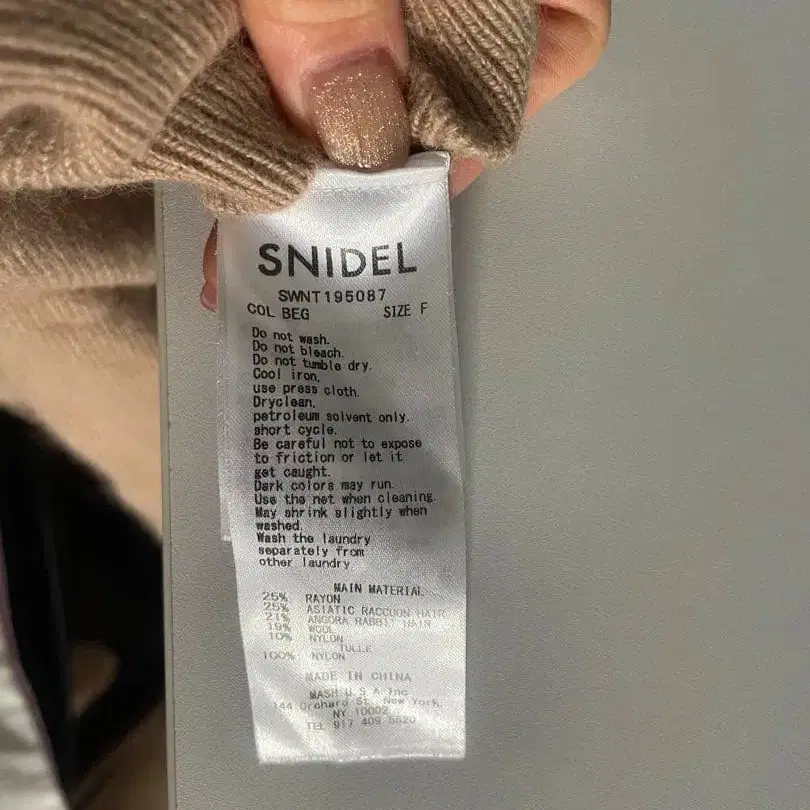 SNIDEL
SWNT195087
COL BEG SIZE F
Do not wash.
Do not bleach.
Do not tumble dry.
Cool iron,
use press cloth.
Dryclean,
petroleum solvent only.
short cycle.
Be careful not to expose
to friction or let it
get caught.
Dark colors may run.
Use the net when cleaning.
May shrink slightly when
washed.
Wash the laundry
separately from
other laundry
MAIN MATERIAL
25% RAYON
25% ASIATIC RACCOON HAIR
21% ANGORA RABBIT HAIR
19% WOOL
10% NYLON
TULLE
100% NYLON
MADE IN CHINA
MASH U.S.A Inc
144 Orchard St. New York,
NY 10002
TEL 917 409 5620